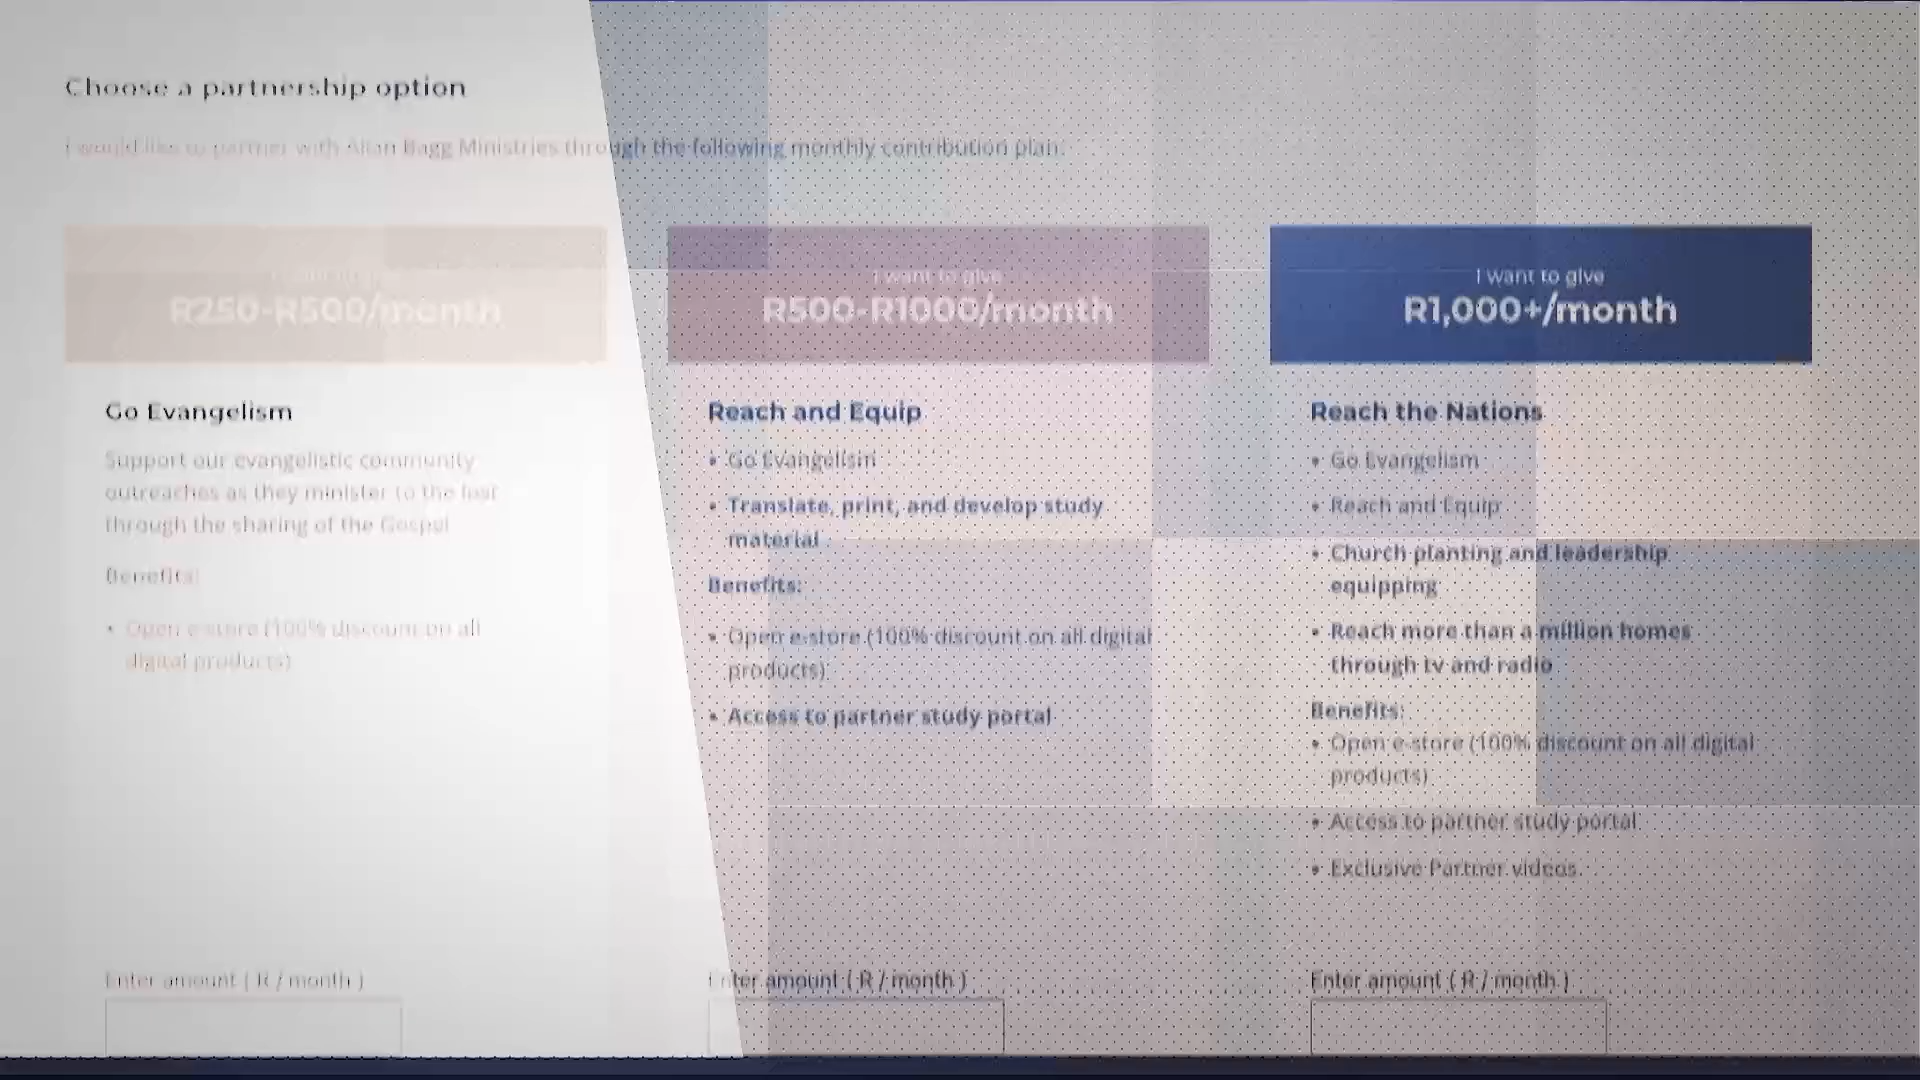 Choose a partnership option
I would like to partner with Allan Bagg Ministries through the following monthly contribution plan:
I want to give
R250-R500/month
Go Evangelism
Support our evangelistic community
outreaches as they minister to the lost
through the sharing of the Gospel
Benefits:
• Open e-store (100% discount on all
digital products)
Enter amount ( R / month )
I want to give
R500-R1000/month
Reach and Equip
• Go Evangelism
• Translate, print, and develop study
material
Benefits:
• Open e-store (100% discount on all digital
products)
• Access to partner study portal
Enter amount ( R / month )
I want to give
R1,000+/month
Reach the Nations
• Go Evangelism
• Reach and Equip
• Church planting and leadership
equipping
• Reach more than a million homes
through tv and radio
Benefits:
• Open e-store (100% discount on all digital
products)
• Access to partner study portal
• Exclusive Partner videos
Enter amount ( R / month )